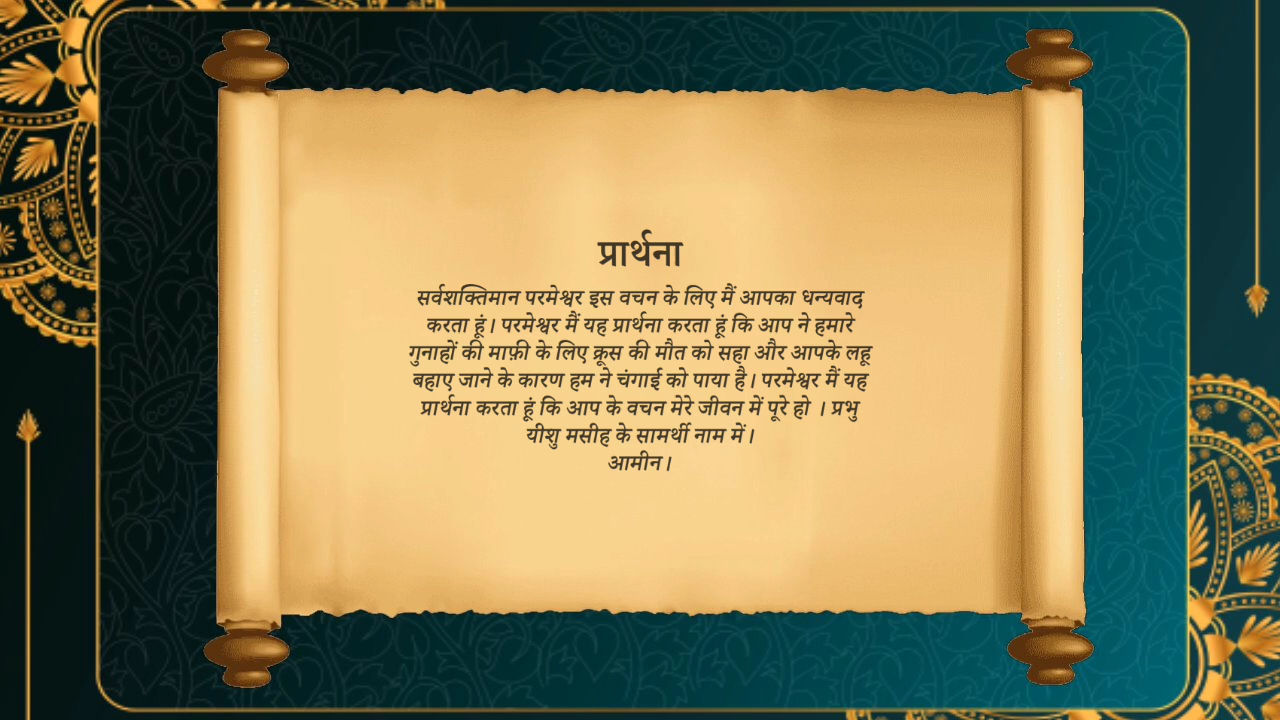 प्रार्थना
सर्वशक्तिमान परमेश्वर इस वचन के लिए मैं आपका धन्यवाद
करता हूं। परमेश्वर मैं यह प्रार्थना करता हूं कि आप ने हमारे
गुनाहों की माफ़ी के लिए क्रूस की मौत को सहा और आपके लहू
बहाए जाने के कारण हम ने चंगाई को पाया है। परमेश्वर मैं यह
प्रार्थना करता हूं कि आप के वचन मेरे जीवन में पूरे हो । प्रभु
यीशु मसीह के सामर्थी नाम में।
आमीन।